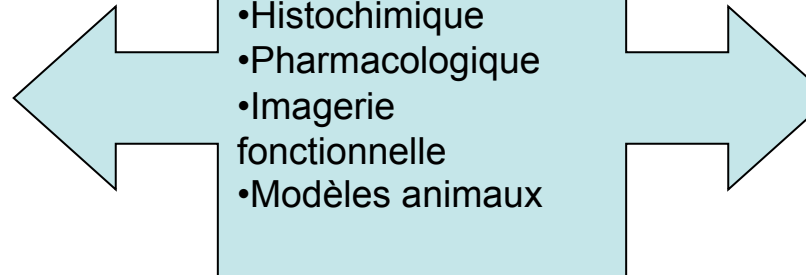 •Histochimique
•Pharmacologique
•Imagerie
fonctionnelle
•Modèles animaux